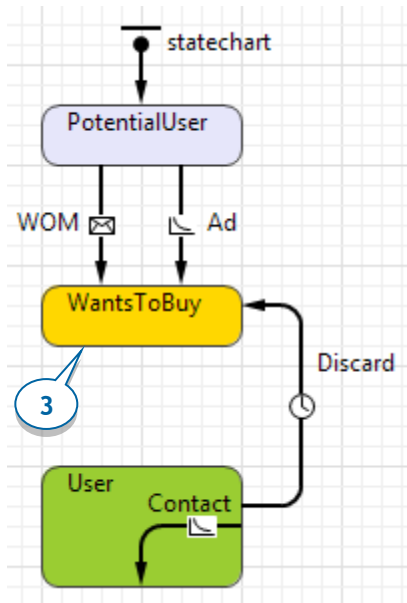 statechart
PotentialUser
WOM
Ad
WantsToBuy
Discard
3
User
Contact